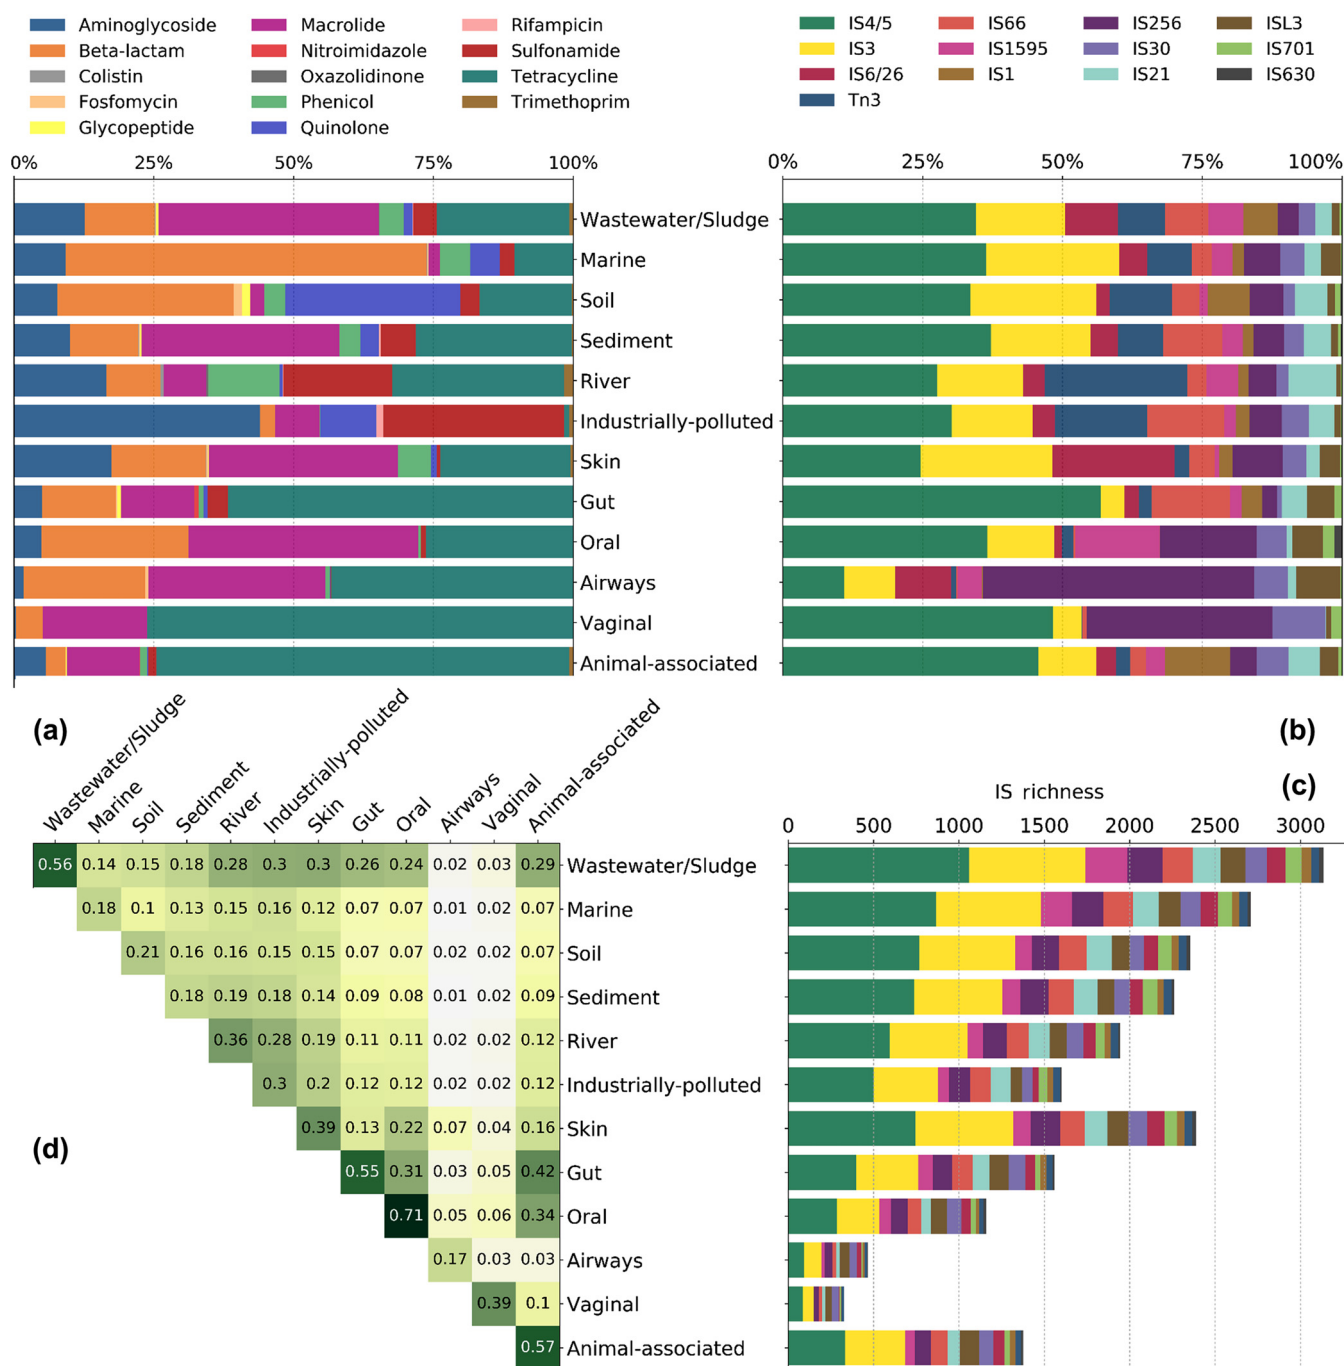 Aminoglycoside Macrolide Rifampicin
Beta-lactam Nitroimidazole Sulfonamide
Colistin Oxazolidinone Tetracycline
Fosfomycin Phenicol Trimethoprim
Glycopeptide Quinolone
IS4/5 IS66 IS256 ISL3
IS3 IS1595 IS30 IS701
IS6/26 IS1 IS21 IS630
Tn3
0% 25% 50% 75% 100%
0% 25% 50% 75% 100%
Wastewater/Sludge
Marine
Soil
Sediment
River
Industrially-polluted
Skin
Gut
Oral
Airways
Vaginal
Animal-associated
(a)
(b)
Wastewater/Sludge
Marine
Soil
Sediment
River
Industrially-polluted
Skin
Gut
Oral
Airways
Vaginal
Animal-associated
(c)
IS richness
0 500 1000 1500 2000 2500 3000
0.56 0.14 0.15 0.18 0.28 0.3 0.3 0.26 0.24 0.02 0.03 0.29 Wastewater/Sludge
0.18 0.1 0.13 0.15 0.16 0.12 0.07 0.07 0.01 0.02 0.07 Marine
0.21 0.16 0.16 0.15 0.15 0.07 0.07 0.02 0.02 0.07 Soil
0.18 0.19 0.18 0.14 0.09 0.08 0.01 0.02 0.09 Sediment
0.36 0.28 0.19 0.11 0.11 0.02 0.02 0.12 River
0.3 0.2 0.12 0.12 0.02 0.02 0.12 Industrially-polluted
0.39 0.13 0.22 0.07 0.04 0.16 Skin
(d)
0.55 0.31 0.03 0.05 0.42 Gut
0.71 0.05 0.06 0.34 Oral
0.17 0.03 0.03 Airways
0.39 0.1 Vaginal
0.57 Animal-associated